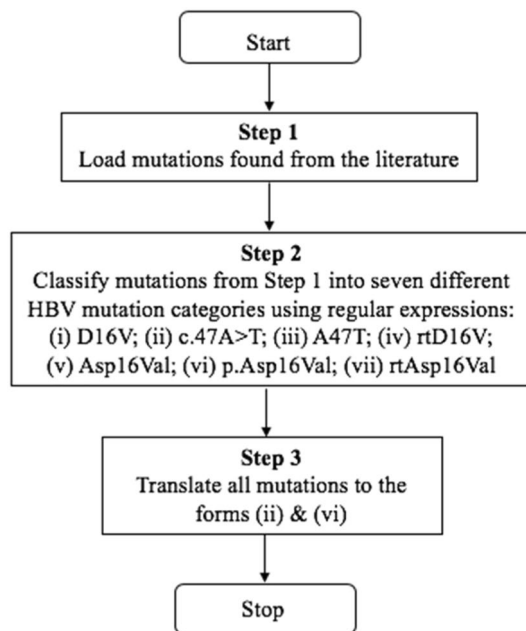 Start
Step 1
Load mutations found from the literature
Step 2
Classify mutations from Step 1 into seven different
HBV mutation categories using regular expressions:
(i) D16V; (ii) c.47A>T; (iii) A47T; (iv) rtD16V;
(v) Asp16Val; (vi) p.Asp16Val; (vii) rtAsp16Val
Step 3
Translate all mutations to the
forms (ii) & (vi)
Stop